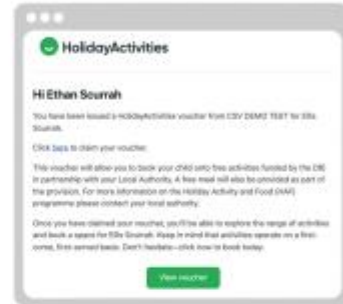 HolidayActivities
Hi Ethan Scurrah
You have been issued a HolidayActivities voucher from CSV DEMO TEST for Ella
Scurrah.
Click here to claim your voucher.
This voucher will allow you to book your child onto free activities funded by the DfE
in partnership with your Local Authority. A free meal will also be provided as part of
the provision. For more information on the Holiday Activity and Food (HAF)
programme please contact your local authority.
Once you have claimed your voucher, you'll be able to explore the range of activities
and book a space for Ella Scurrah. Keep in mind that activities operate on a first-
come, first-served basis. Don't hesitate–click now to book today.
View voucher